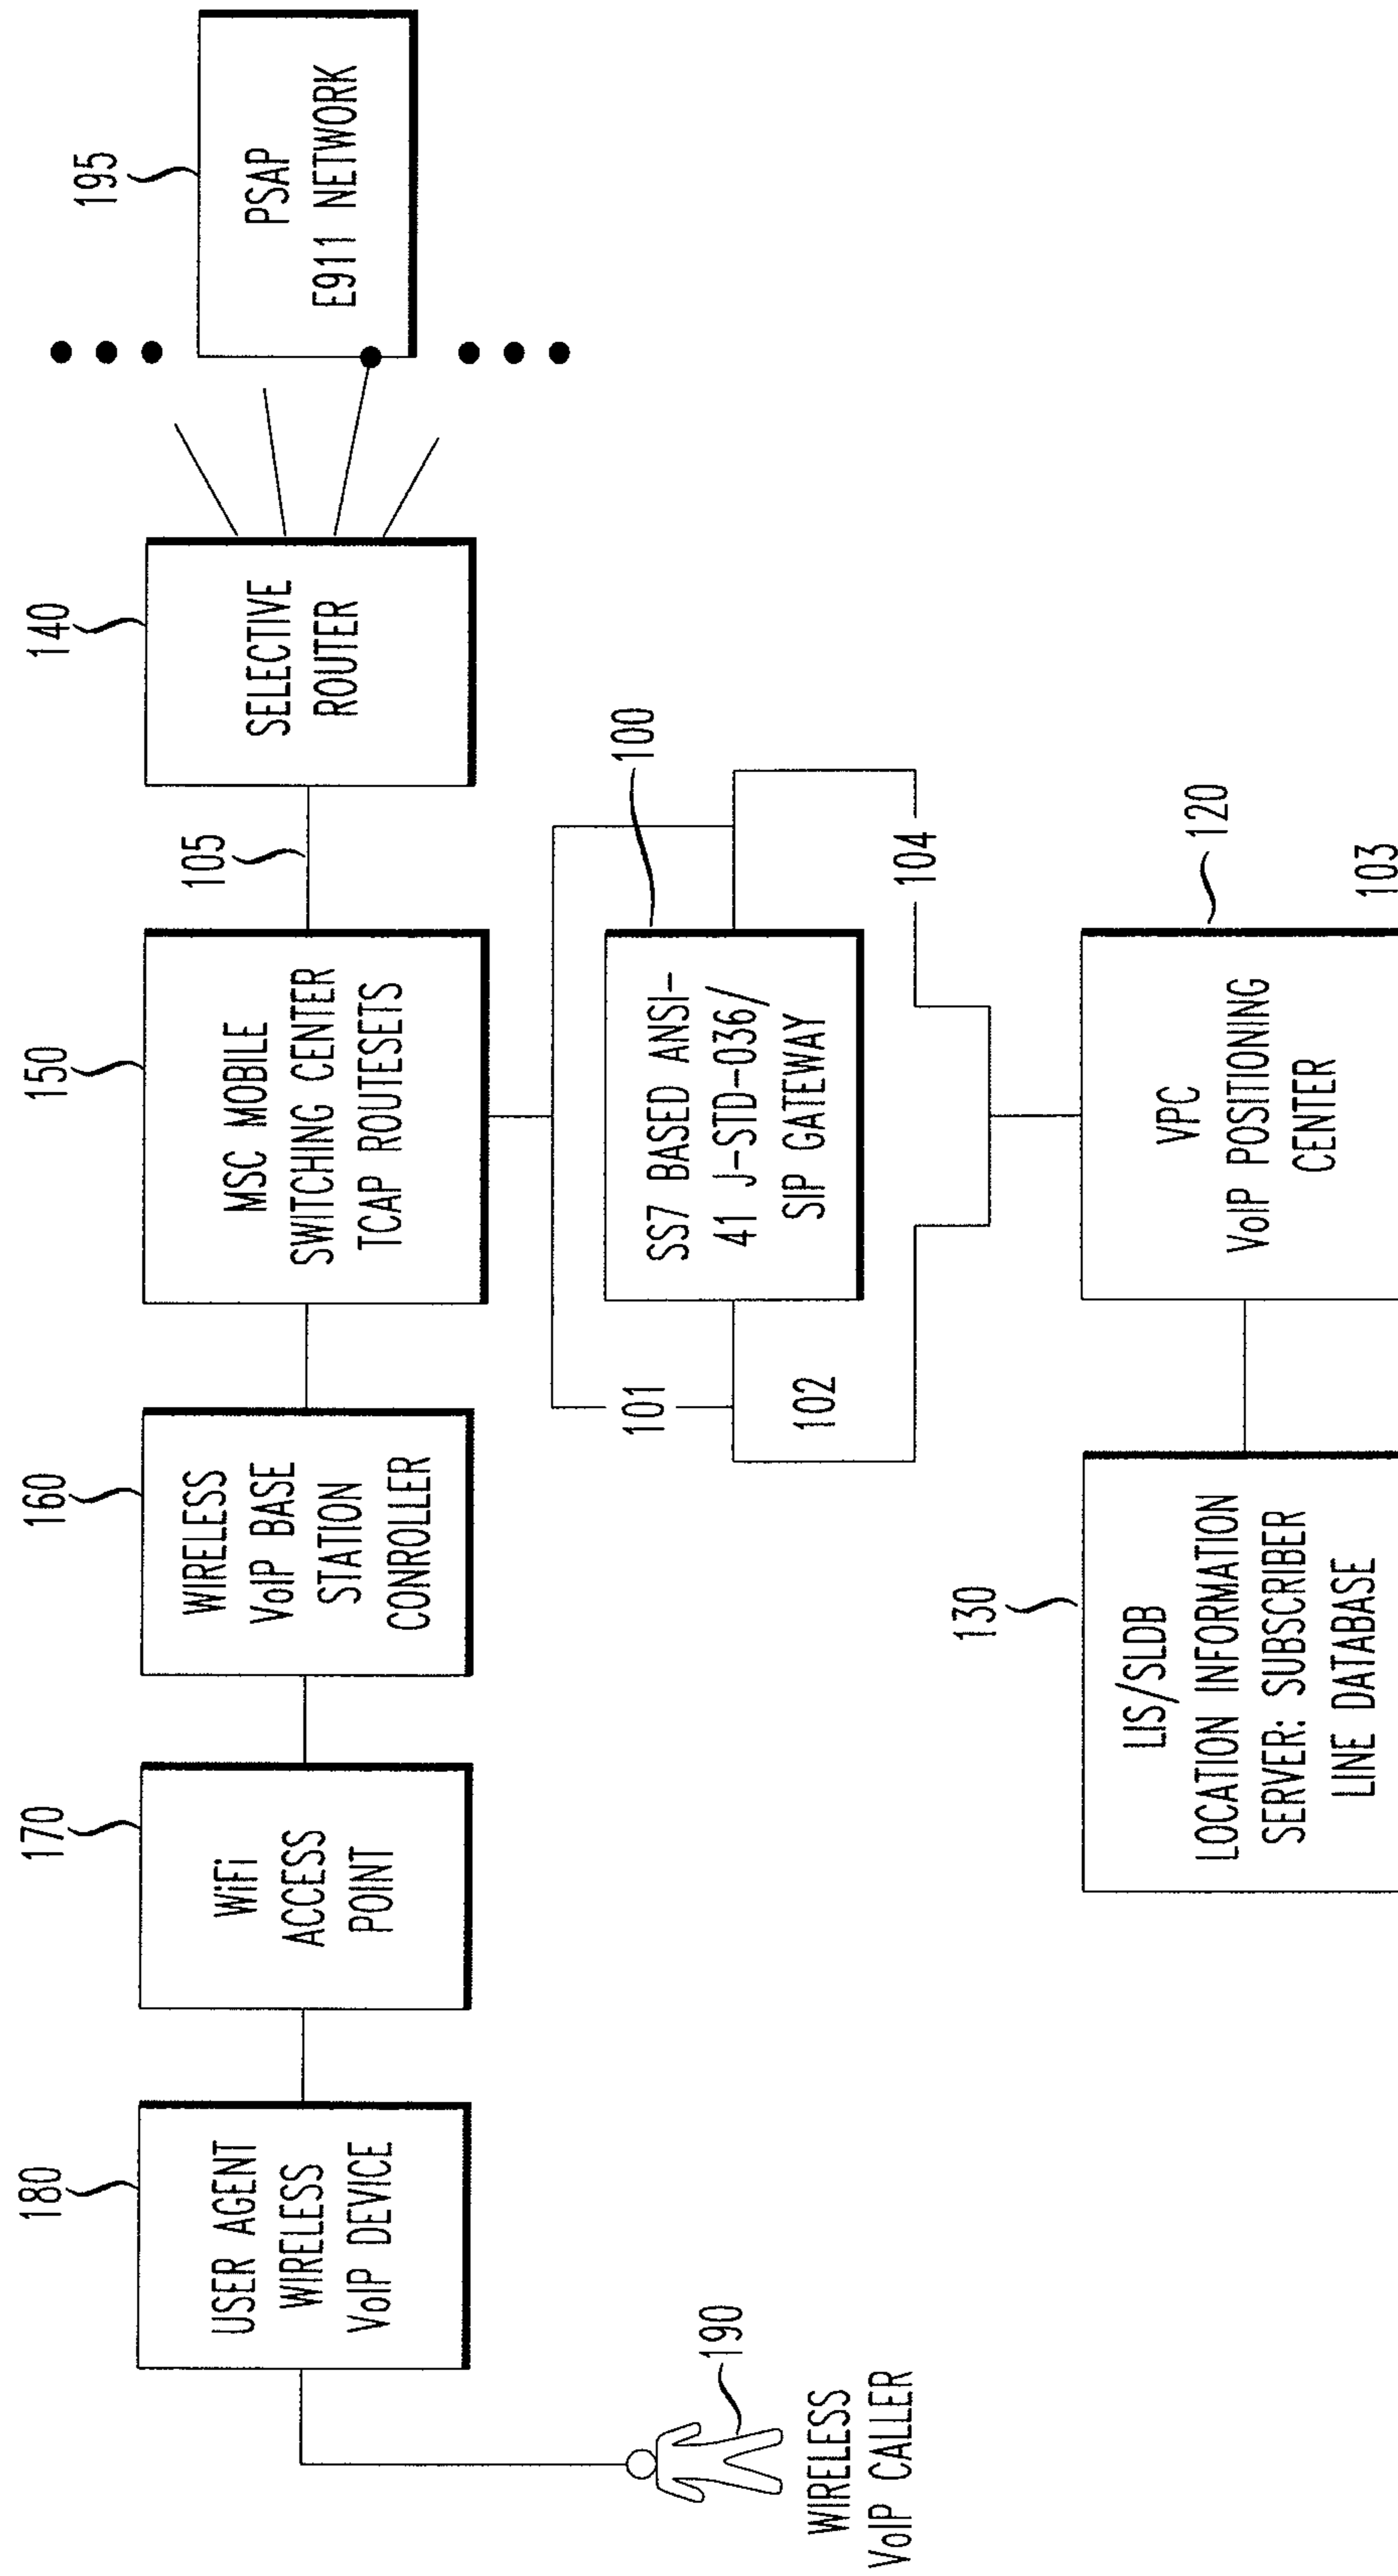 190
WIRELESS
VoIP CALLER
180
USER AGENT
WIRELESS
VoIP DEVICE
170
WiFi
ACCESS
POINT
160
WIRELESS
VoIP BASE
STATION
CONROLLER
150
MSC MOBILE
SWITCHING CENTER
TCAP ROUTESETS
105
140
SELECTIVE
ROUTER
195
PSAP
E911 NETWORK
101
102
100
SS7 BASED ANSI-
41 J-STD-036/
SIP GATEWAY
104
130
LIS/SLDB
LOCATION INFORMATION
SERVER: SUBSCRIBER
LINE DATABASE
120
VPC
VoIP POSITIONING
CENTER
103